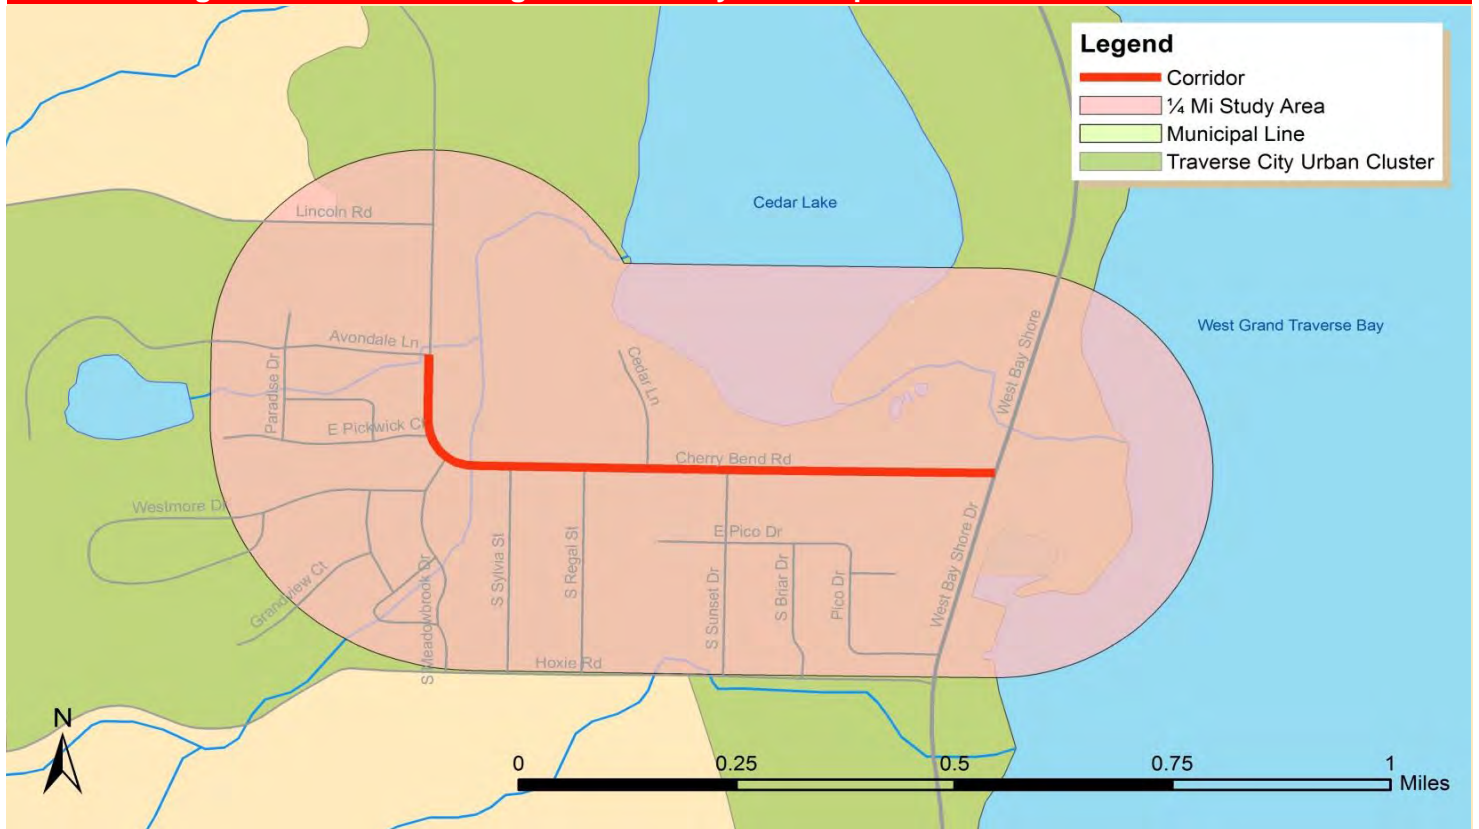 Legend
Corridor
¼ Mi Study Area
Municipal Line
Traverse City Urban Cluster
Cedar Lake
Lincoln Rd
West Grand Traverse Bay
West Bay Shore
Avondale Ln
Paradise Dr
Cedar Ln
E Pickwick Ct
Cherry Bend Rd
Westmore Dr
E Pico Dr
S Sylvia St
S Regal St
S Sunset Dr
S Briar Dr
Pico Dr
West Bay Shore Dr
Grandview Ct
S Meadowbrook Dr
Hoxie Rd
N
0 0.25 0.5 0.75 1
Miles